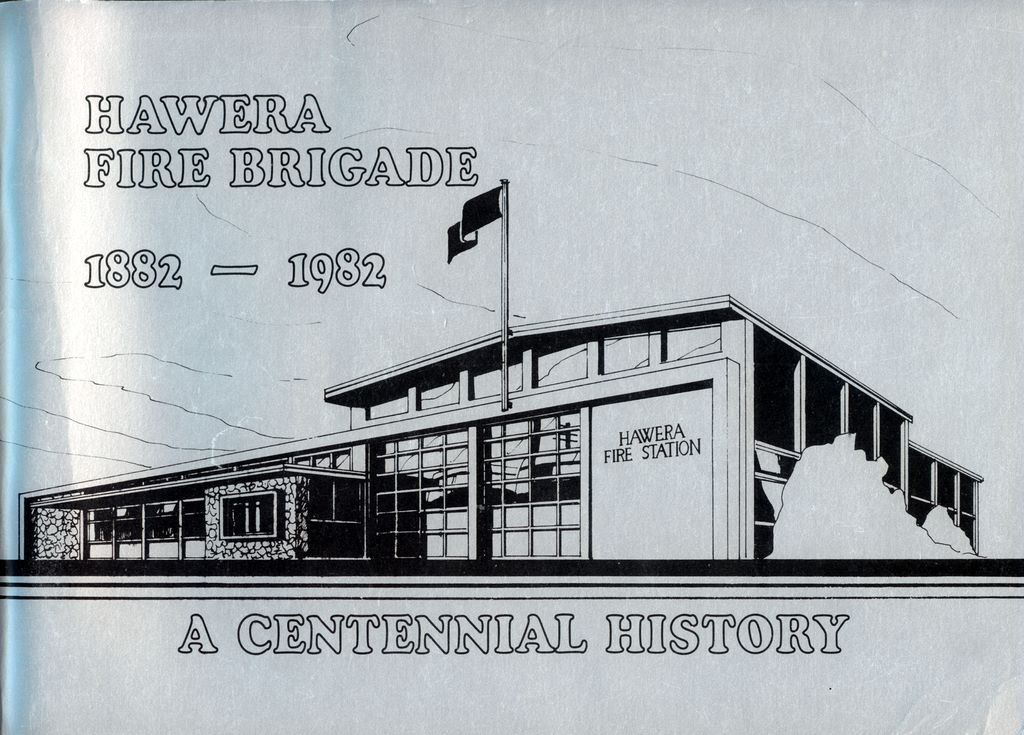 HAWERA
FIRE BRIGADE
1882 — 1982
HAWERA
FIRE STATION
A CENTENNIAL HISTORY